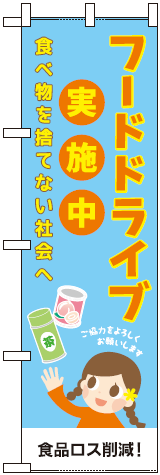 フードドライブ
実施中
食べ物を捨てない社会へ
茶
ご協力をよろしく
お願いします
食品ロス削減！